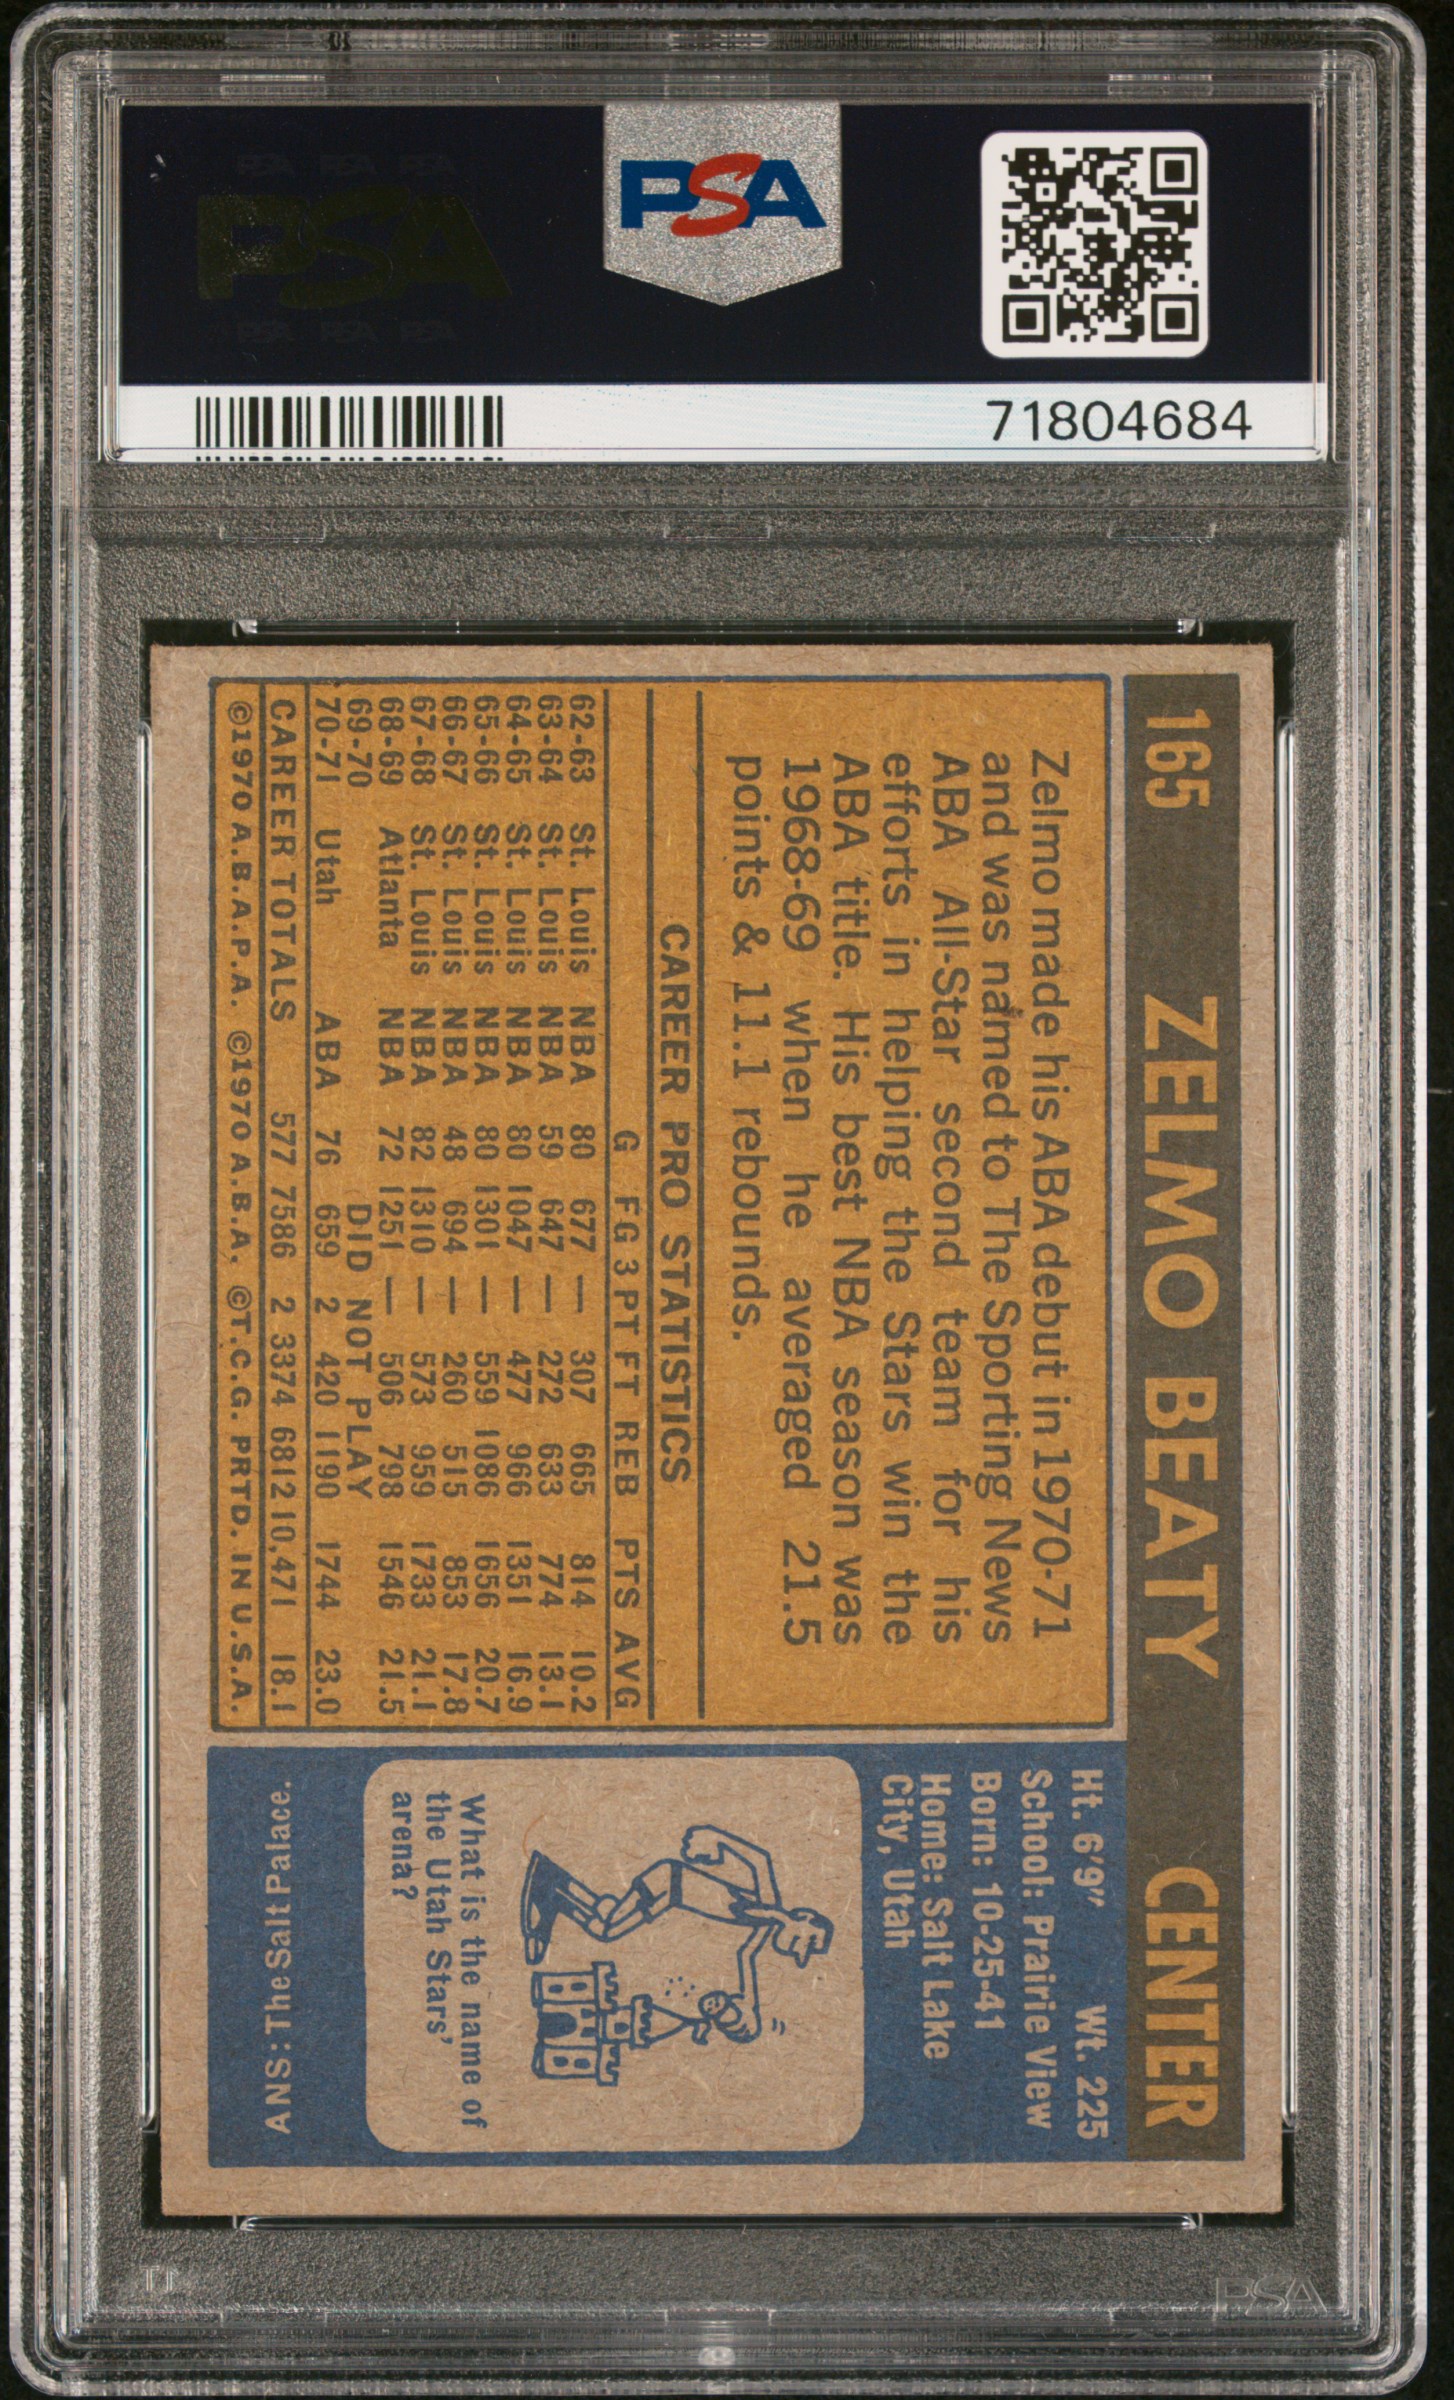 PSA PSA PSA
PSA
PSA PSA PSA
PSA
71804684
165 ZELMO BEATY CENTER
Zelmo made his ABA debut in 1970-71
and was named to The Sporting News
ABA All-Star second team for his
efforts in helping the Stars win the
ABA title. His best NBA season was
1968-69 when he averaged 21.5
points & 11.1 rebounds.
CAREER PRO STATISTICS
G FG 3 PT FT REB PTS AVG
62-63 St. Louis NBA 80 677 — 307 665 814 10.2
63-64 St. Louis NBA 59 647 — 272 633 774 13.1
64-65 St. Louis NBA 80 1047 — 477 966 1351 16.9
65-66 St. Louis NBA 80 1301 — 559 1086 1656 20.7
66-67 St. Louis NBA 48 694 — 260 515 853 17.8
67-68 St. Louis NBA 82 1310 — 573 959 1733 21.1
68-69 Atlanta NBA 72 1251 — 506 798 1546 21.5
69-70 DID NOT PLAY
70-71 Utah ABA 76 659 2 420 1190 1744 23.0
CAREER TOTALS 577 7586 2 3374 6812 10,471 18.1
©1970 A.B.A.P.A. ©1970 A.B.A. ©T.C.G. PRTD. IN U.S.A.
Ht. 6'9" Wt. 225
School: Prairie View
Born: 10-25-41
Home: Salt Lake
City, Utah
What is the name of
the Utah Stars'
arena?
ANS: The Salt Palace.
PSA